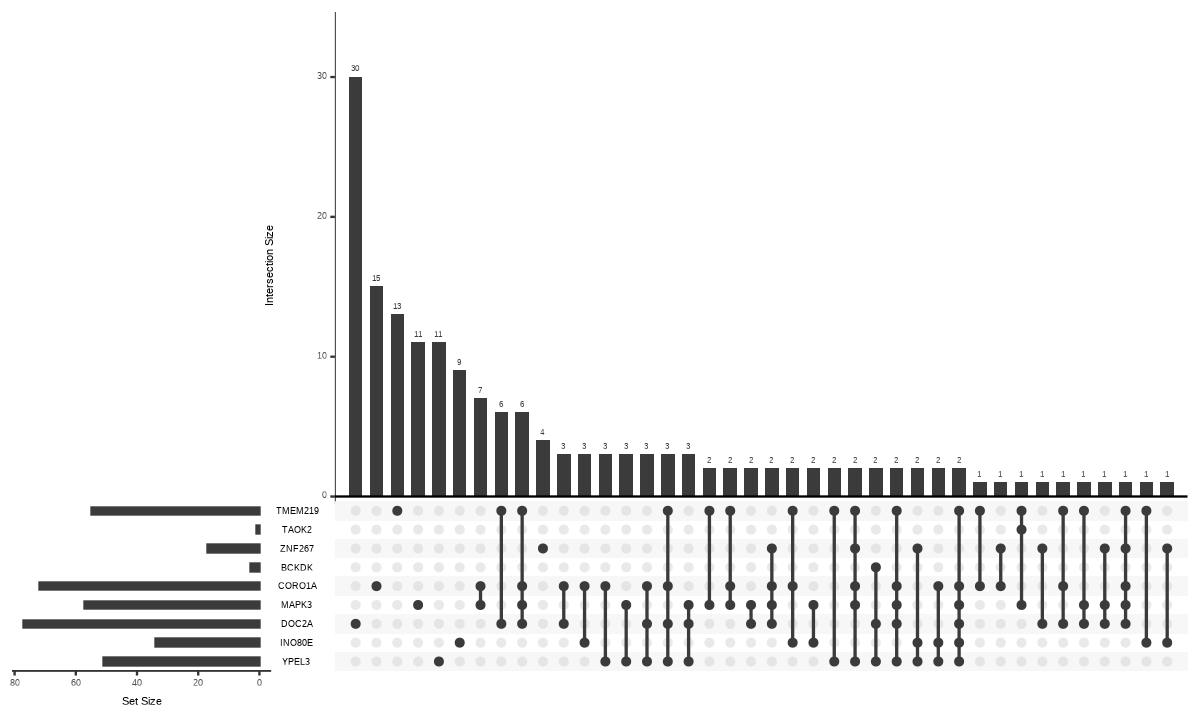 30
15
13
11 11
9
7
6 6
4
3 3 3 3 3 3 3
2 2 2 2 2 2 2 2 2 2 2 2 2
1 1 1 1 1 1 1 1 1 1
30
20
10
0
Intersection Size
TMEM219
TAOK2
ZNF267
BCKDK
CORO1A
MAPK3
DOC2A
INO80E
YPEL3
80 60 40 20 0
Set Size